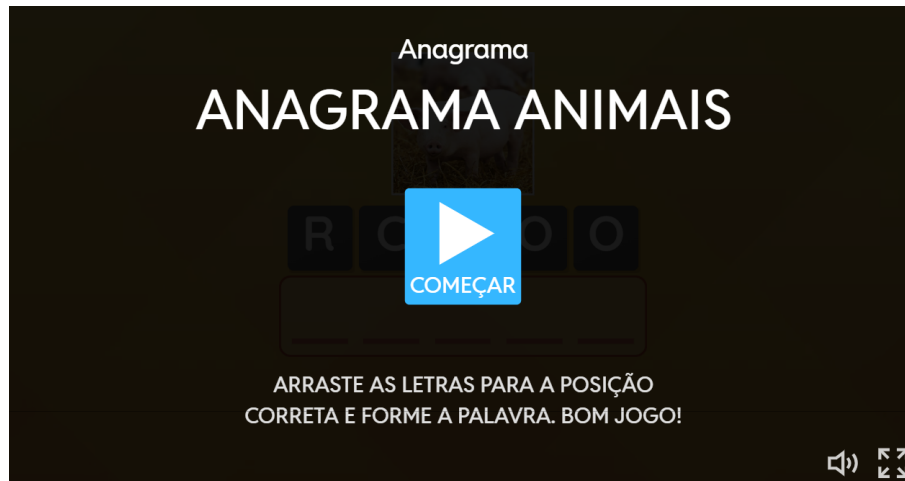 Anagrama
ANAGRAMA ANIMAIS
R C O O
COMEÇAR
ARRASTE AS LETRAS PARA A POSIÇÃO
CORRETA E FORME A PALAVRA. BOM JOGO!